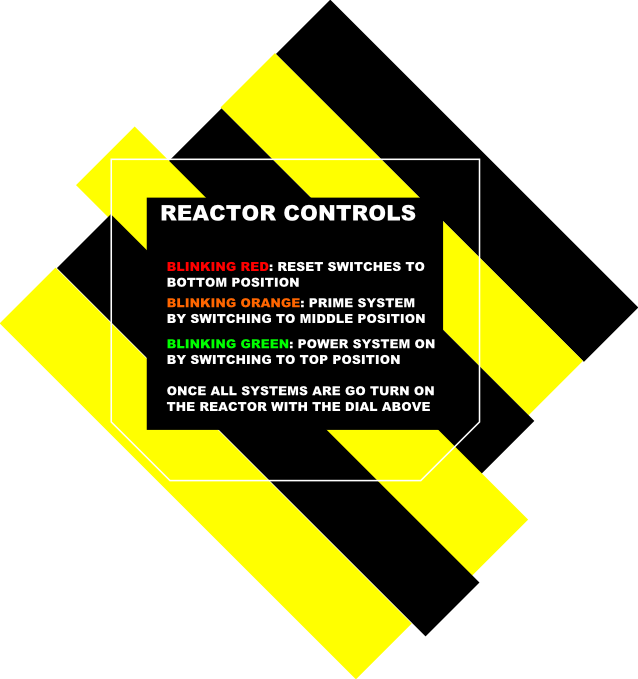 REACTOR CONTROLS
BLINKING RED: RESET SWITCHES TO
BOTTOM POSITION
BLINKING ORANGE: PRIME SYSTEM
BY SWITCHING TO MIDDLE POSITION
BLINKING GREEN: POWER SYSTEM ON
BY SWITCHING TO TOP POSITION
ONCE ALL SYSTEMS ARE GO TURN ON
THE REACTOR WITH THE DIAL ABOVE